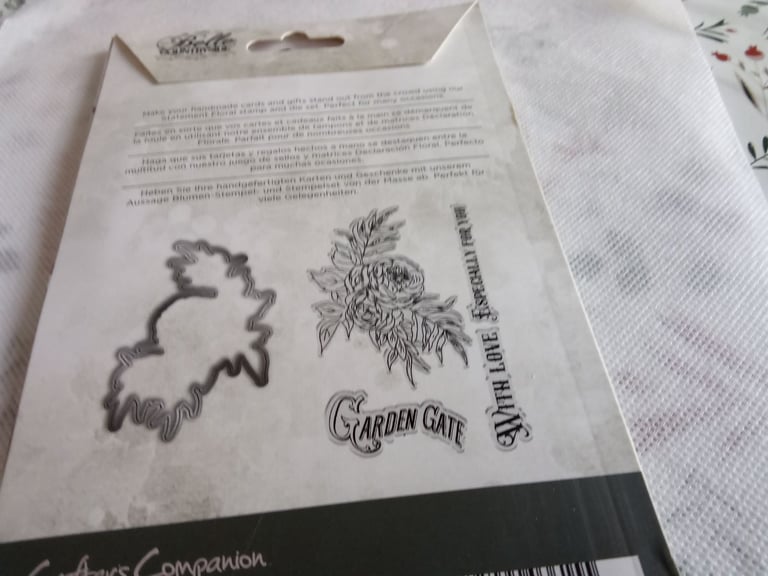 Belle
COUNTRYSIDE
Make your handmade cards and gifts stand out from the crowd using our
Statement Floral stamp and die set. Perfect for many occasions.
Faites en sorte que vos cartes et cadeaux faits à la main se démarquent de
la foule en utilisant notre ensemble de tampons et de matrices Déclaration
Florale. Parfait pour de nombreuses occasions.
Haga que sus tarjetas y regalos hechos a mano se destaquen entre la
multitud con nuestro juego de sellos y matrices Declaración Floral. Perfecto
para muchas ocasiones.
Heben Sie Ihre handgefertigten Karten und Geschenke mit unserem
Aussage Blumen-Stempel- und Stempelset von der Masse ab. Perfekt für
viele Gelegenheiten.
ESPECIALLY FOR YOU
WITH LOVE
GARDEN GATE
Crafter's Companion